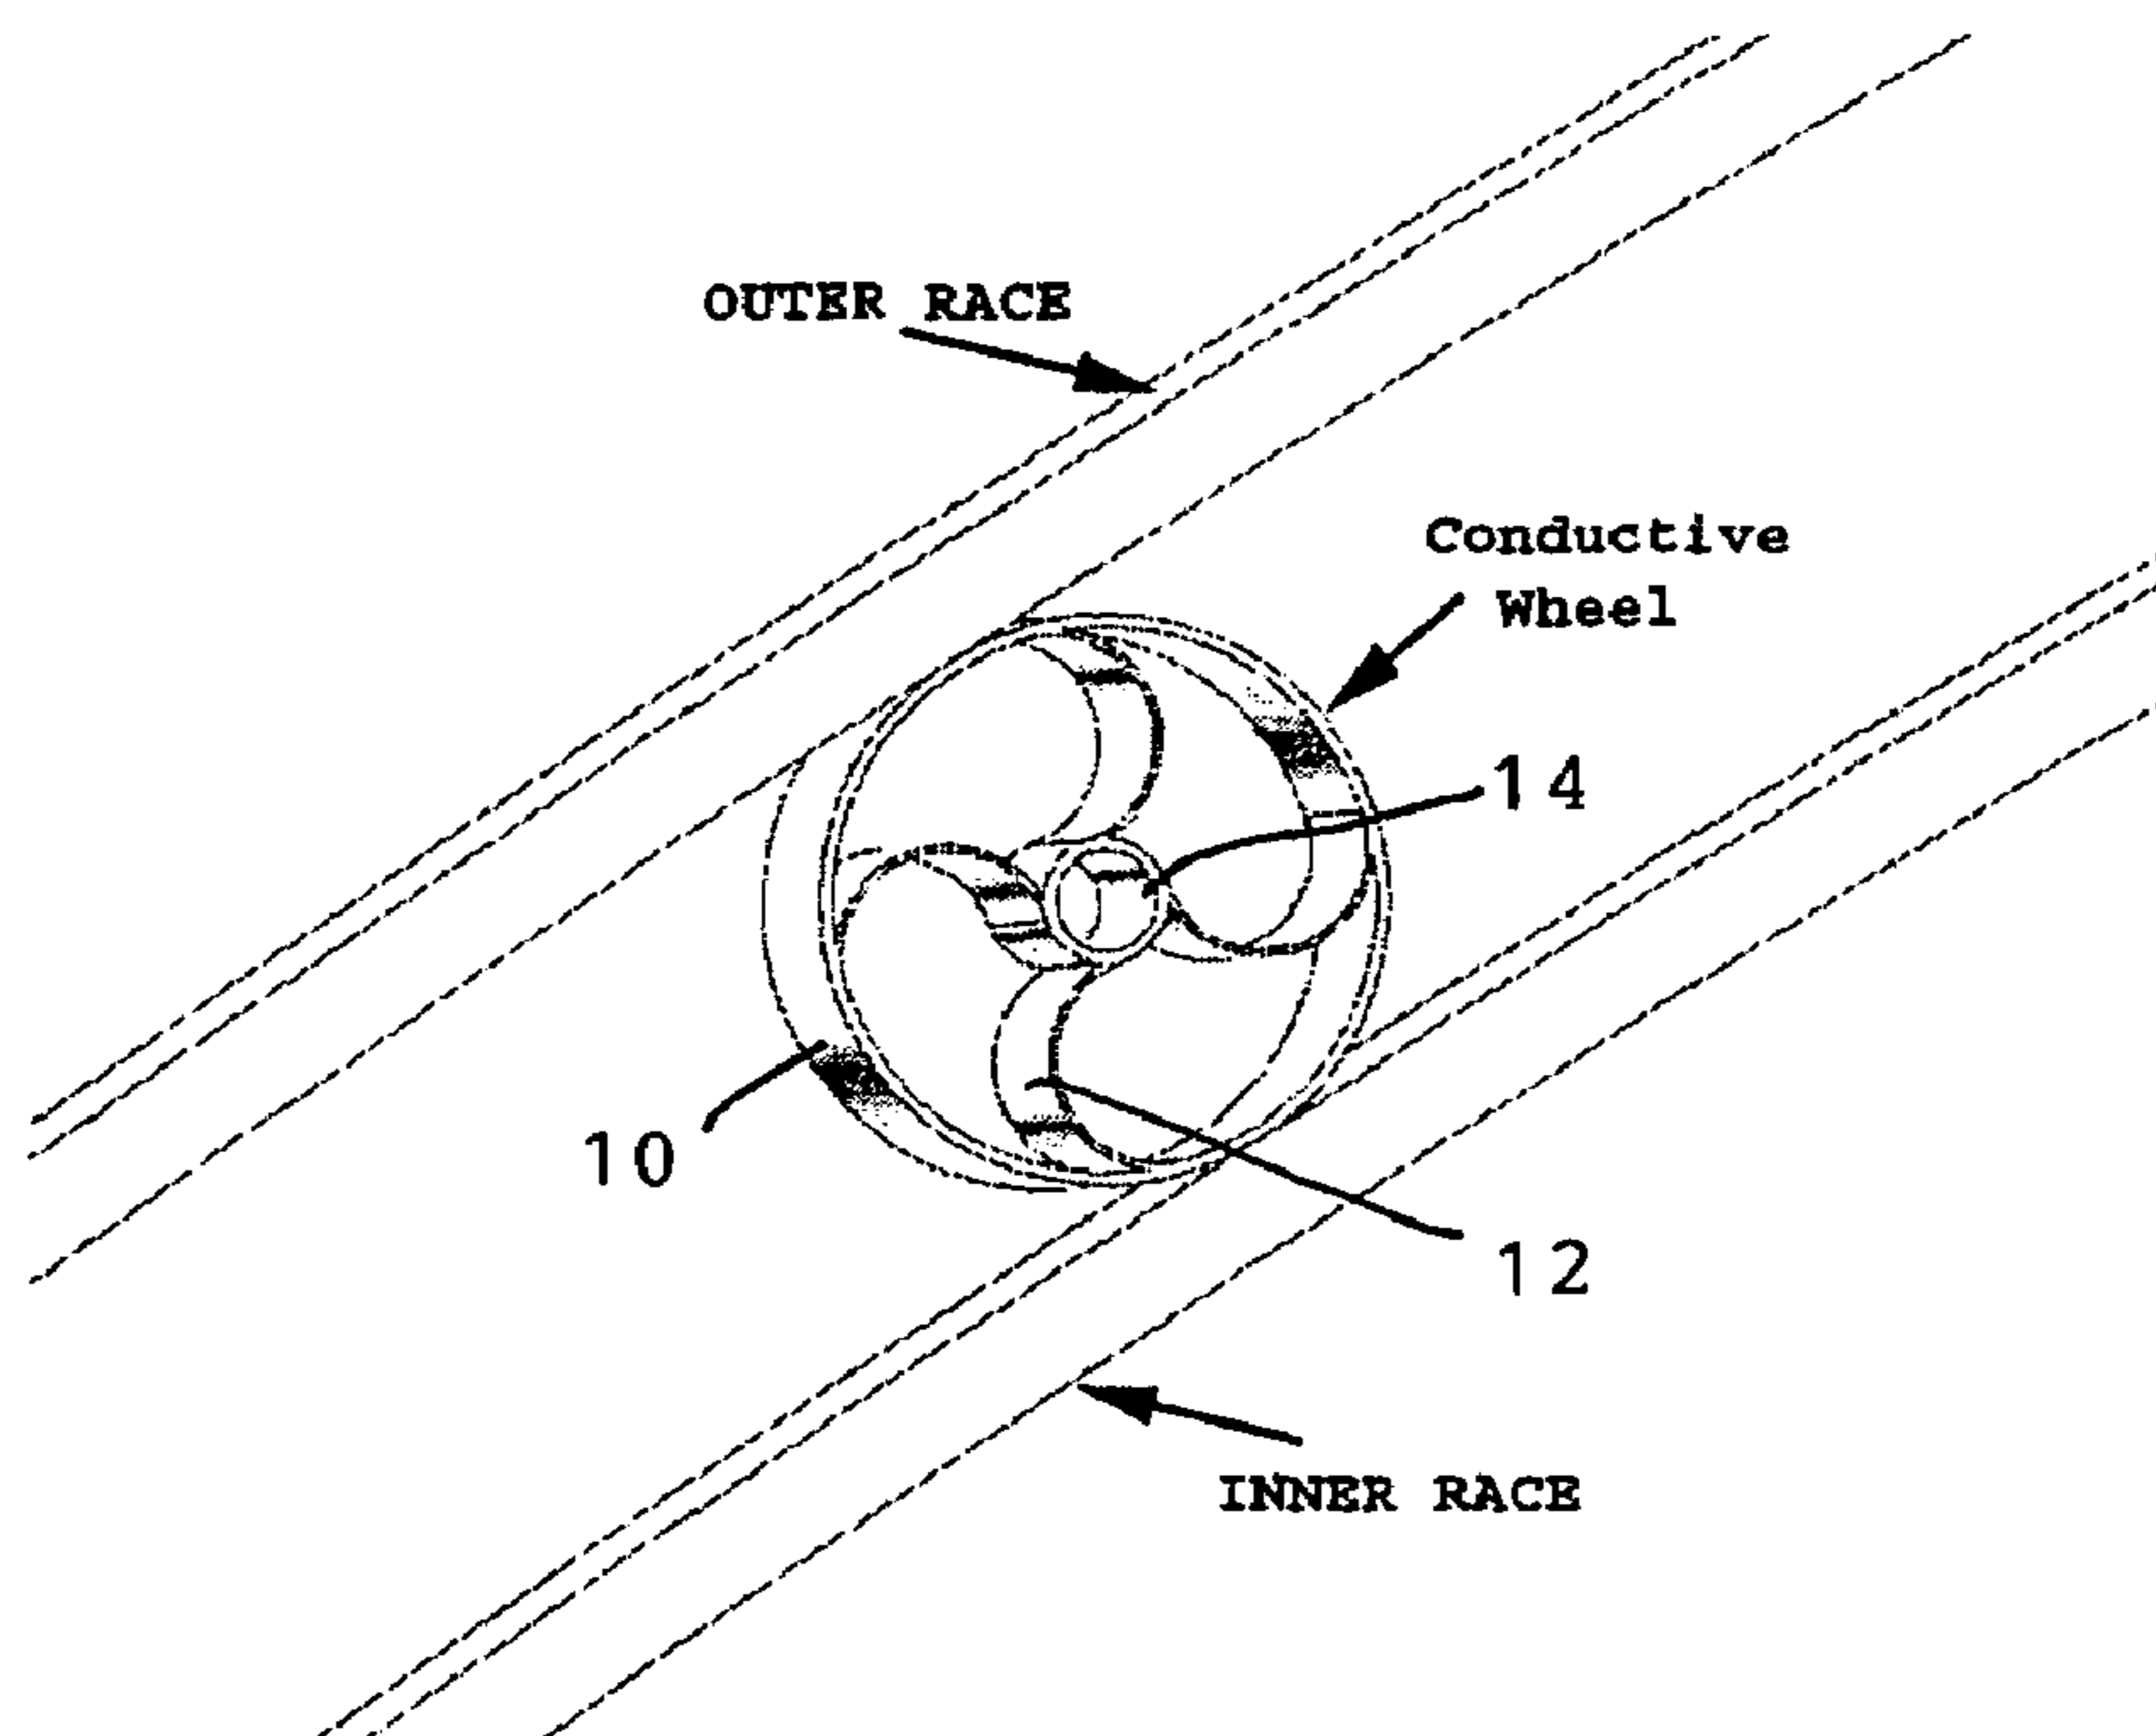 OUTER RACE
Conductive
Wheel
14
10
12
INNER RACE